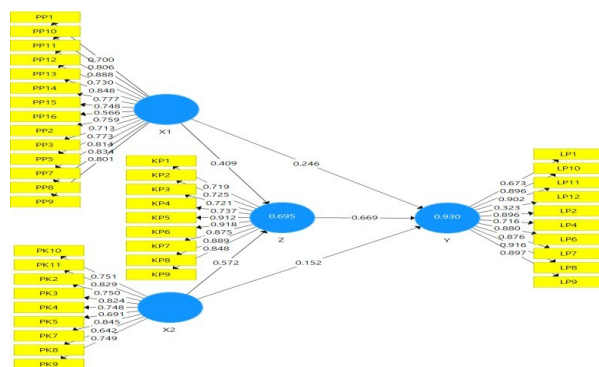 PP1
PP10
PP11
PP12
PP13
PP14
PP15
PP16
PP2
PP3
PP5
PP7
PP8
PP9
0.700
0.806
0.888
0.730
0.848
0.777
0.748
0.566
0.759
0.713
0.773
0.814
0.834
0.801
X1
0.409
0.246
KP1
KP2
KP3
KP4
KP5
KP6
KP7
KP8
KP9
0.719
0.725
0.721
0.737
0.912
0.918
0.875
0.889
0.848
0.695
Z
0.669
0.930
Y
0.673
0.896
0.902
0.323
0.896
0.716
0.880
0.876
0.916
0.897
LP1
LP10
LP11
LP12
LP2
LP4
LP6
LP7
LP8
LP9
0.572
0.152
PK10
PK11
PK2
PK3
PK4
PK5
PK7
PK8
PK9
0.751
0.829
0.750
0.824
0.748
0.691
0.845
0.642
0.749
X2